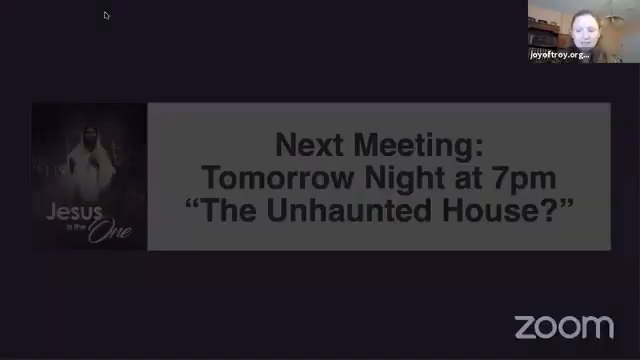 joyoftroy.org...
Next Meeting:
Tomorrow Night at 7pm
“The Unhaunted House?”
Jesus
is the
One
zoom